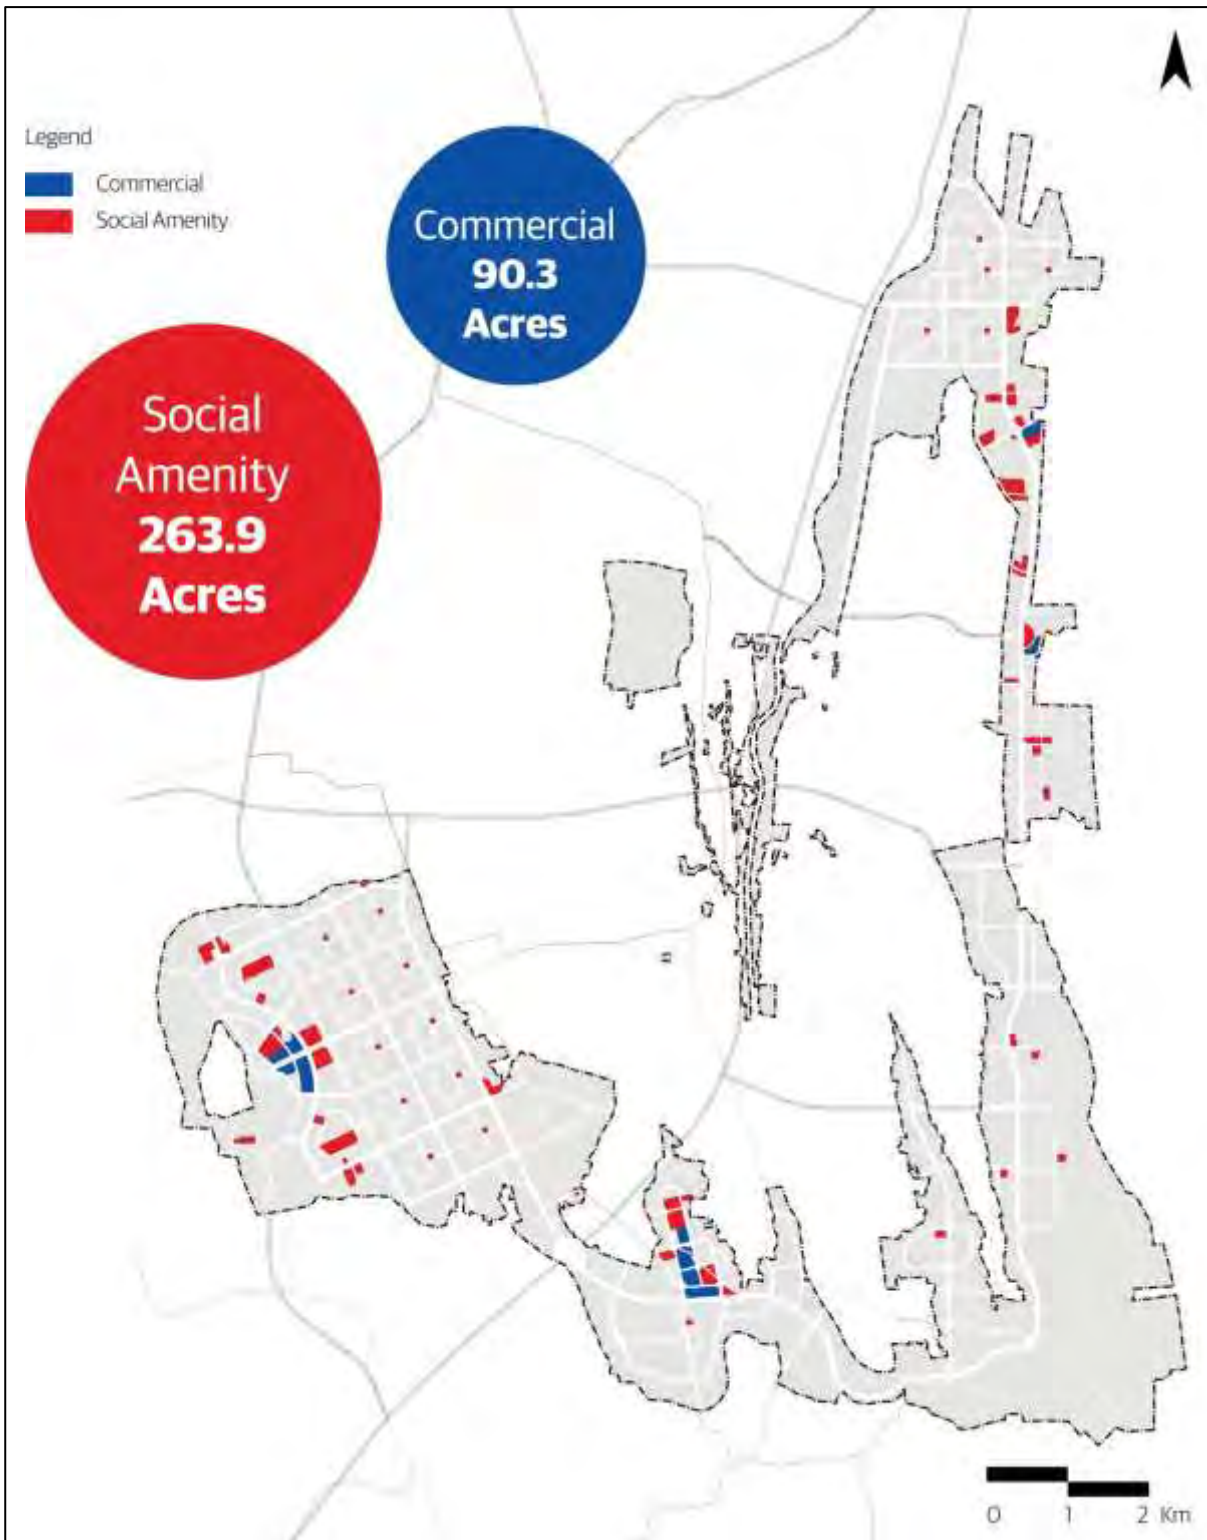 Legend
Commercial
Social Amenity
Commercial
90.3
Acres
Social
Amenity
263.9
Acres
0 1 2 Km